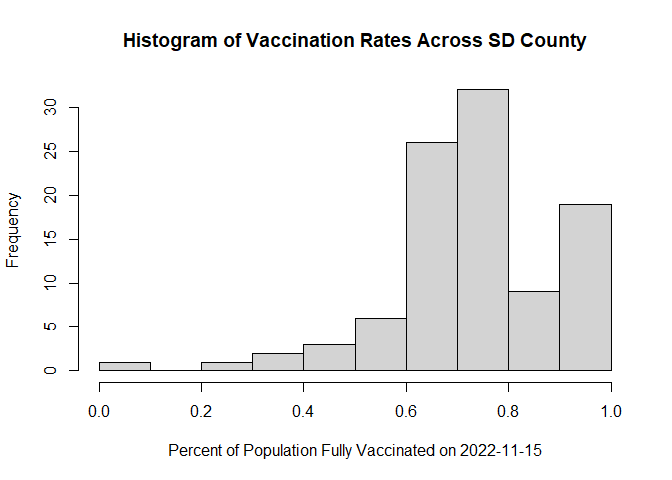 Histogram of Vaccination Rates Across SD County
Frequency
30
25
20
15
10
5
0
0.0 0.2 0.4 0.6 0.8 1.0
Percent of Population Fully Vaccinated on 2022-11-15